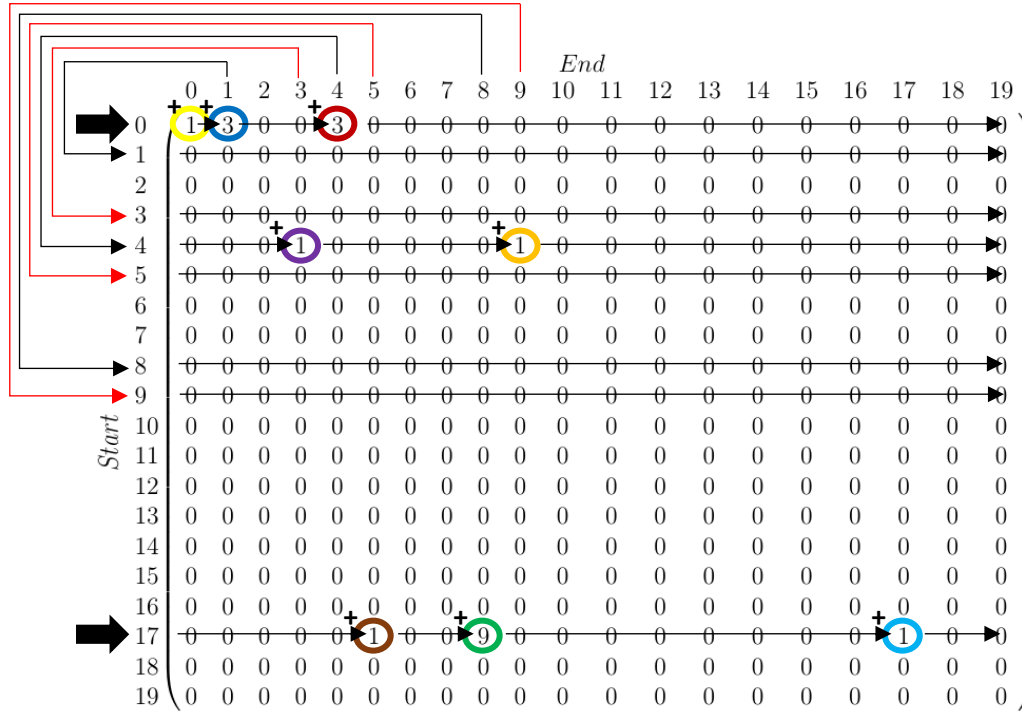 End
0 1 2 3 4 5 6 7 8 9 10 11 12 13 14 15 16 17 18 19
+ + +
0 1 3 0 0 3 0 0 0 0 0 0 0 0 0 0 0 0 0 0 0
1 0 0 0 0 0 0 0 0 0 0 0 0 0 0 0 0 0 0 0 0
2 0 0 0 0 0 0 0 0 0 0 0 0 0 0 0 0 0 0 0 0
3 0 0 0 0 0 0 0 0 0 0 0 0 0 0 0 0 0 0 0 0
+ +
4 0 0 0 1 0 0 0 0 0 1 0 0 0 0 0 0 0 0 0 0
5 0 0 0 0 0 0 0 0 0 0 0 0 0 0 0 0 0 0 0 0
6 0 0 0 0 0 0 0 0 0 0 0 0 0 0 0 0 0 0 0 0
7 0 0 0 0 0 0 0 0 0 0 0 0 0 0 0 0 0 0 0 0
8 0 0 0 0 0 0 0 0 0 0 0 0 0 0 0 0 0 0 0 0
9 0 0 0 0 0 0 0 0 0 0 0 0 0 0 0 0 0 0 0 0
Start
10 0 0 0 0 0 0 0 0 0 0 0 0 0 0 0 0 0 0 0 0
11 0 0 0 0 0 0 0 0 0 0 0 0 0 0 0 0 0 0 0 0
12 0 0 0 0 0 0 0 0 0 0 0 0 0 0 0 0 0 0 0 0
13 0 0 0 0 0 0 0 0 0 0 0 0 0 0 0 0 0 0 0 0
14 0 0 0 0 0 0 0 0 0 0 0 0 0 0 0 0 0 0 0 0
15 0 0 0 0 0 0 0 0 0 0 0 0 0 0 0 0 0 0 0 0
16 0 0 0 0 0 0 0 0 0 0 0 0 0 0 0 0 0 0 0 0
+ + +
17 0 0 0 0 0 1 0 0 9 0 0 0 0 0 0 0 0 1 0 0
18 0 0 0 0 0 0 0 0 0 0 0 0 0 0 0 0 0 0 0 0
19 0 0 0 0 0 0 0 0 0 0 0 0 0 0 0 0 0 0 0 0